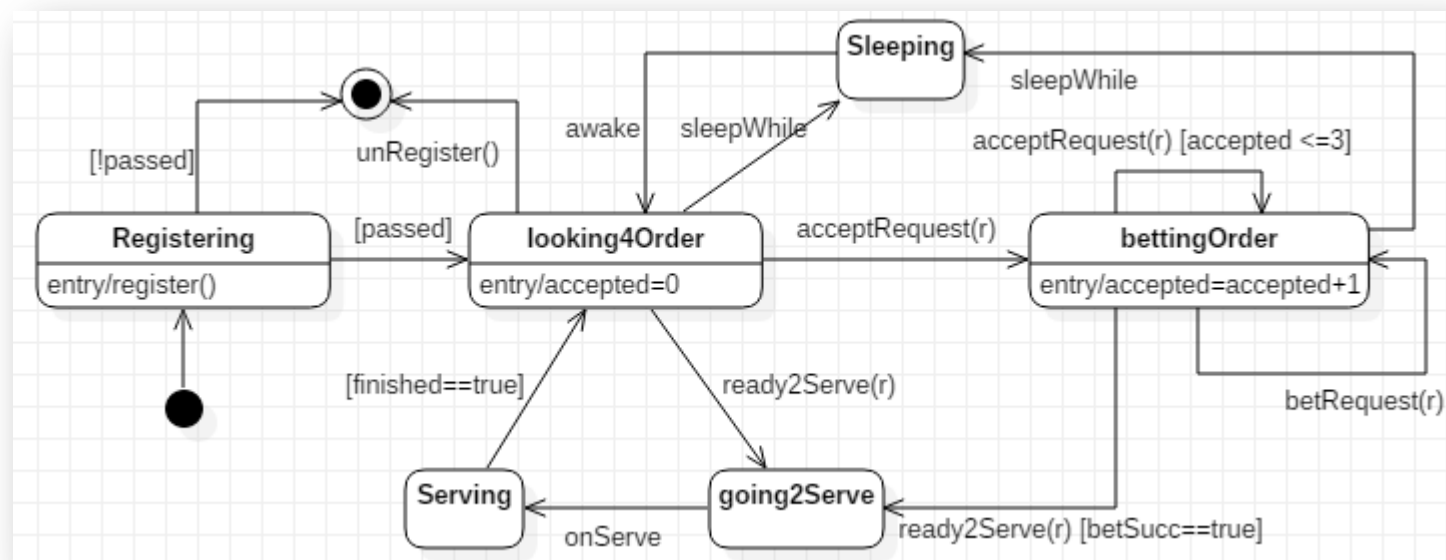 Sleeping
sleepWhile
awake
sleepWhile
acceptRequest(r) [accepted <=3]
[!passed]
unRegister()
Registering
entry/register()
[passed]
looking4Order
entry/accepted=0
acceptRequest(r)
bettingOrder
entry/accepted=accepted+1
[finished==true]
ready2Serve(r)
betRequest(r)
Serving
onServe
going2Serve
ready2Serve(r) [betSucc==true]